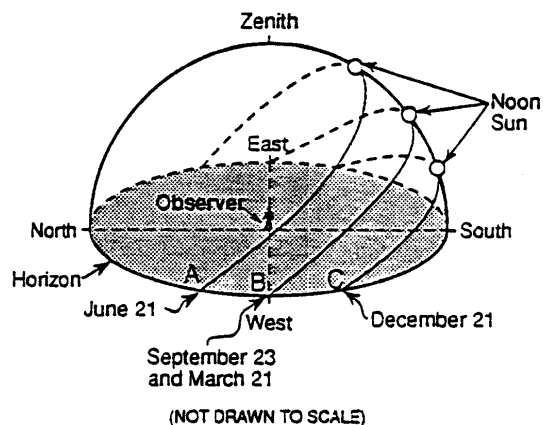 Zenith
Noon
Sun
East
Observer
North
South
Horizon
A
B
C
June 21
December 21
West
September 23
and March 21
(NOT DRAWN TO SCALE)